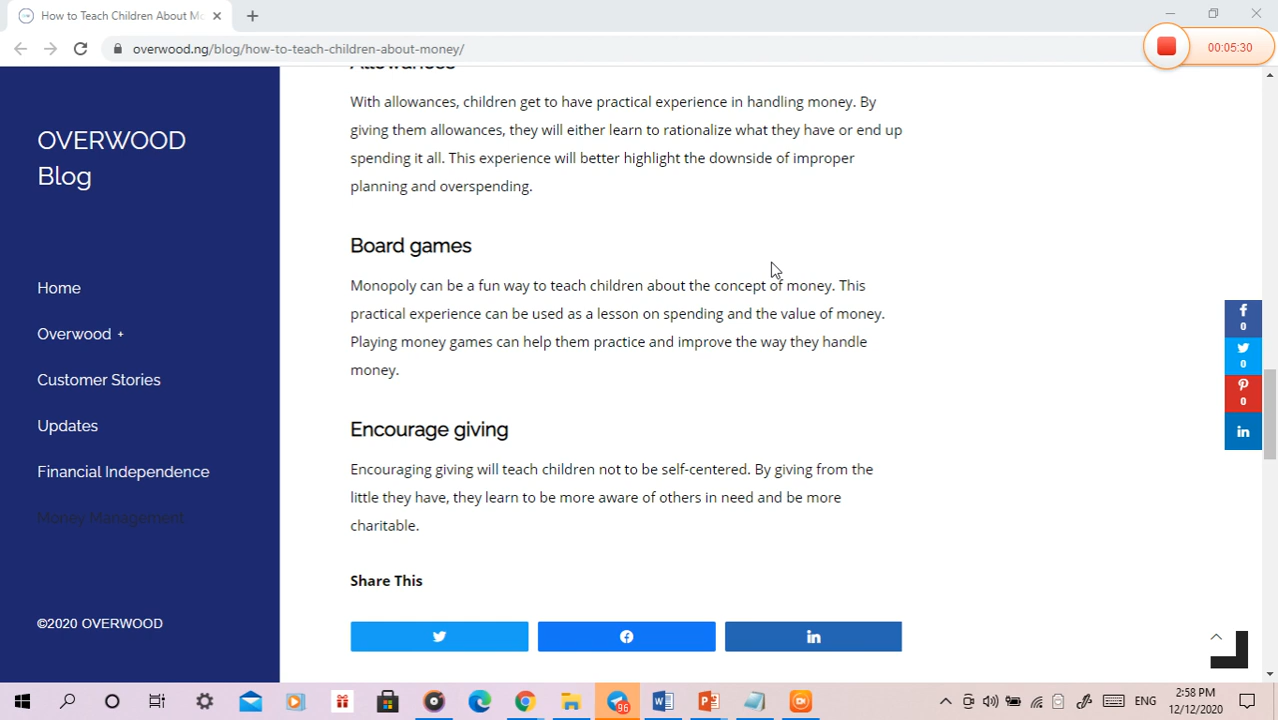 How to Teach Children About Mo
overwood.ng/blog/how-to-teach-children-about-money/
00:05:30
OVERWOOD
Blog
Home
Overwood +
Customer Stories
Updates
Financial Independence
Money Management
©2020 OVERWOOD
Allowances
With allowances, children get to have practical experience in handling money. By
giving them allowances, they will either learn to rationalize what they have or end up
spending it all. This experience will better highlight the downside of improper
planning and overspending.
Board games
Monopoly can be a fun way to teach children about the concept of money. This
practical experience can be used as a lesson on spending and the value of money.
Playing money games can help them practice and improve the way they handle
money.
Encourage giving
Encouraging giving will teach children not to be self-centered. By giving from the
little they have, they learn to be more aware of others in need and be more
charitable.
Share This
0
0
0
96
ENG
2:58 PM
12/12/2020